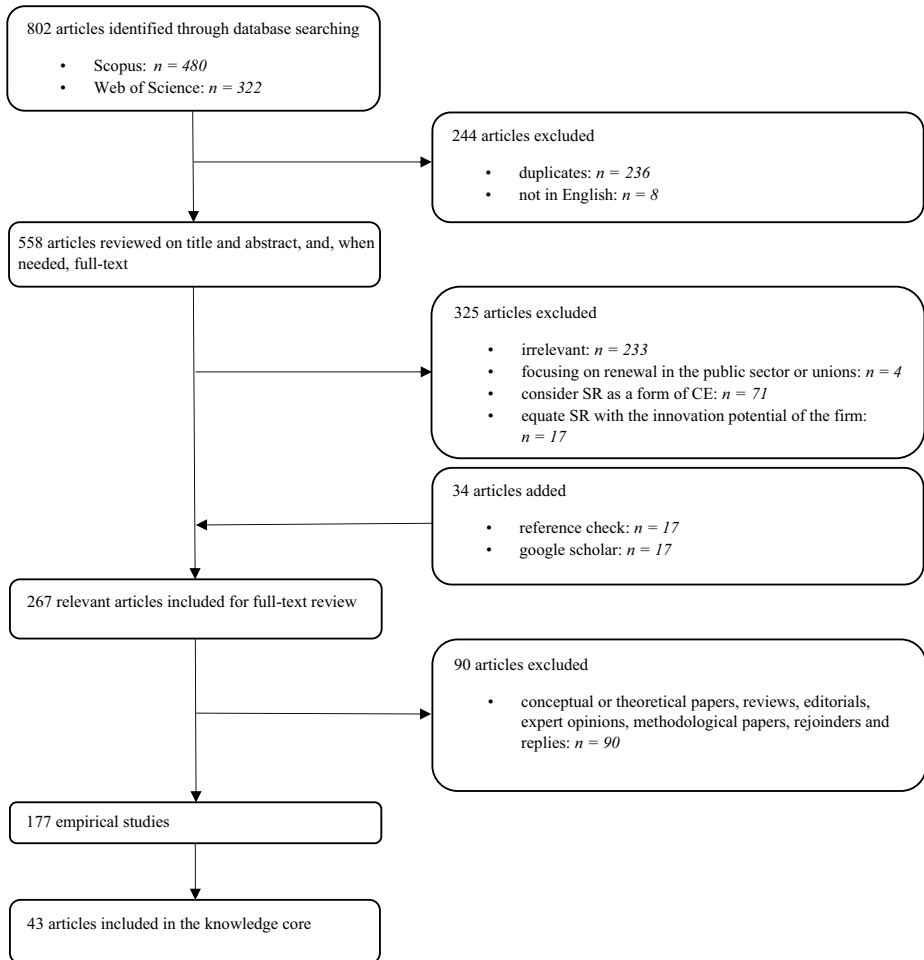 802 articles identified through database searching
• Scopus: n = 480
• Web of Science: n = 322
244 articles excluded
• duplicates: n = 236
• not in English: n = 8
558 articles reviewed on title and abstract, and, when
needed, full-text
325 articles excluded
• irrelevant: n = 233
• focusing on renewal in the public sector or unions: n = 4
• consider SR as a form of CE: n = 71
• equate SR with the innovation potential of the firm:
n = 17
34 articles added
• reference check: n = 17
• google scholar: n = 17
267 relevant articles included for full-text review
90 articles excluded
• conceptual or theoretical papers, reviews, editorials,
expert opinions, methodological papers, rejoinders and
replies: n = 90
177 empirical studies
43 articles included in the knowledge core